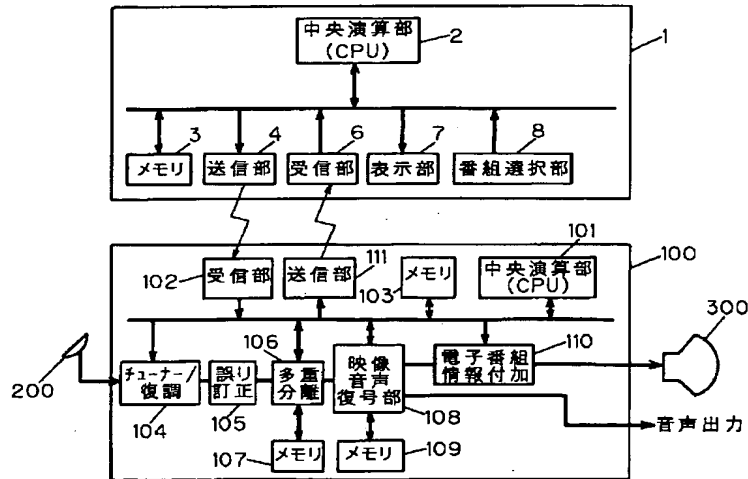 中央演算部
(CPU)
2
1
3
4
6
7
8
メモリ
送信部
受信部
表示部
番組選択部
101
102
受信部
送信部
111
メモリ
103
中央演算部
(CPU)
100
300
106
110
200
チューナー/
復調
104
誤り
訂正
105
多重
分離
映像
音声
復号部
108
電子番組
情報付加
音声出力
107
メモリ
メモリ
109